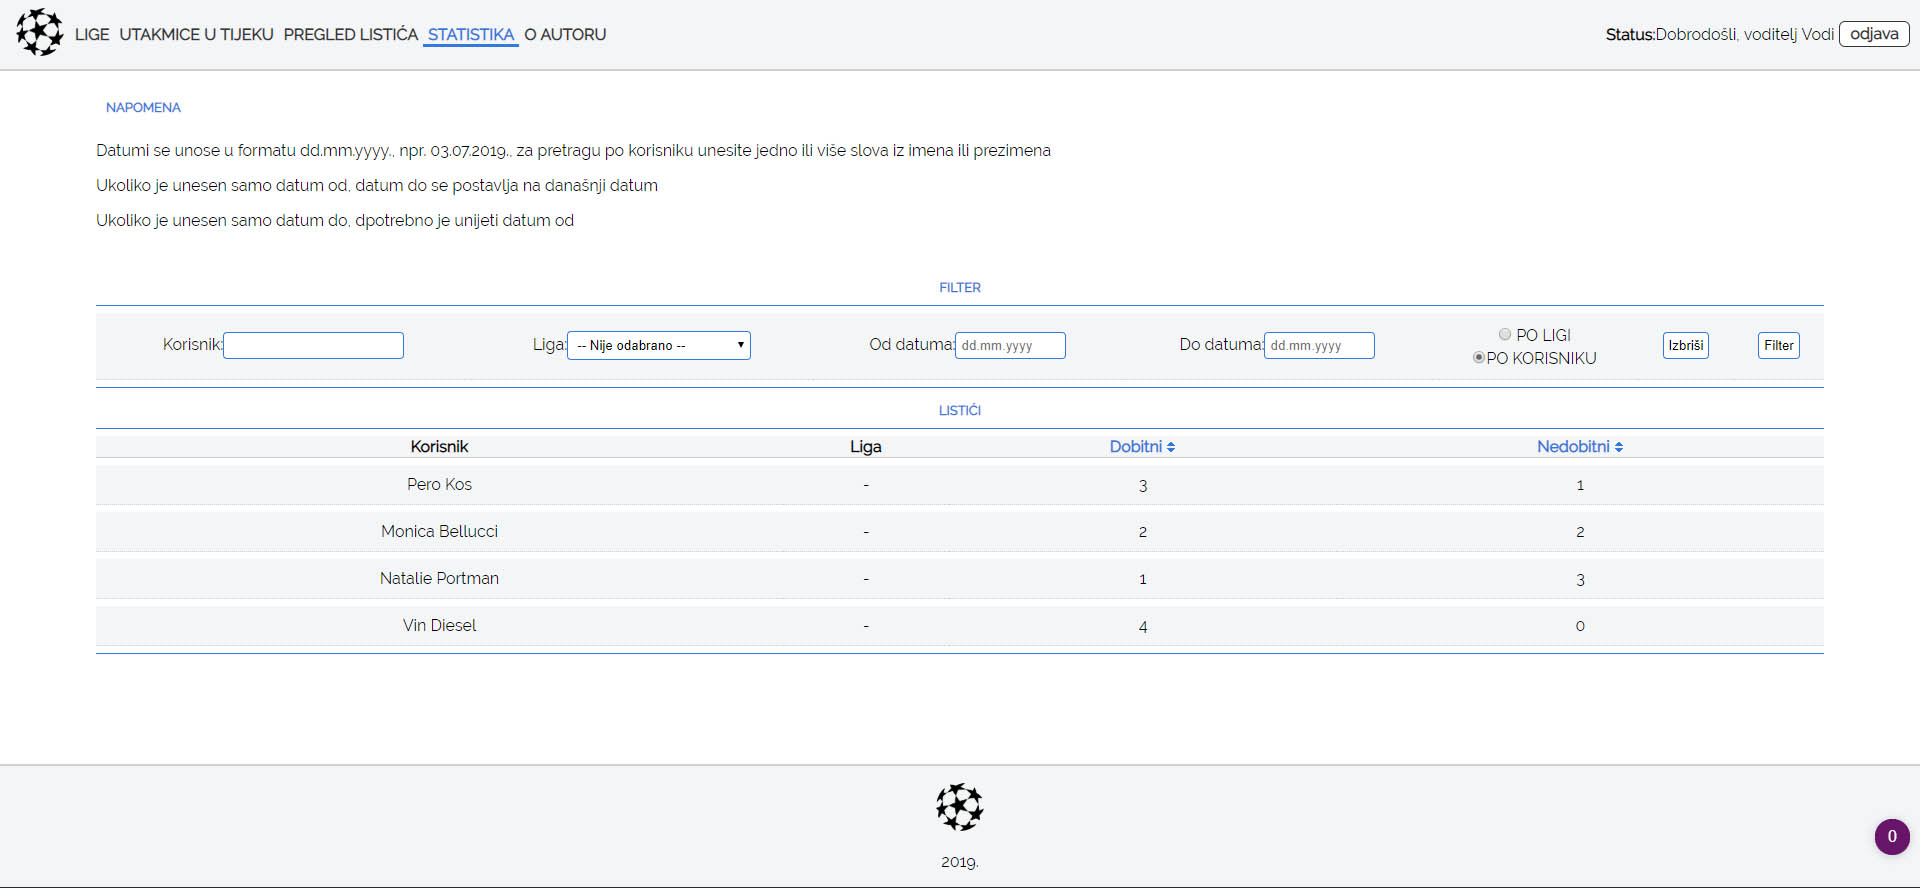 LIGE UTAKMICE U TIJEKU PREGLED LISTIĆA STATISTIKA O AUTORU Status:Dobrodošli, voditelj Vodi odjava
NAPOMENA
Datumi se unose u formatu dd.mm.yyyy., npr. 03.07.2019., za pretragu po korisniku unesite jedno ili više slova iz imena ili prezimena
Ukoliko je unesen samo datum od, datum do se postavlja na današnji datum
Ukoliko je unesen samo datum do, dpotrebno je unijeti datum od
FILTER
Korisnik: Liga: -- Nije odabrano -- Od datuma: dd.mm.yyyy Do datuma: dd.mm.yyyy PO LIGI
PO KORISNIKU Izbriši Filter
LISTIĆI
Korisnik Liga Dobitni Nedobitni
Pero Kos - 3 1
Monica Bellucci - 2 2
Natalie Portman - 1 3
Vin Diesel - 4 0
0
2019.